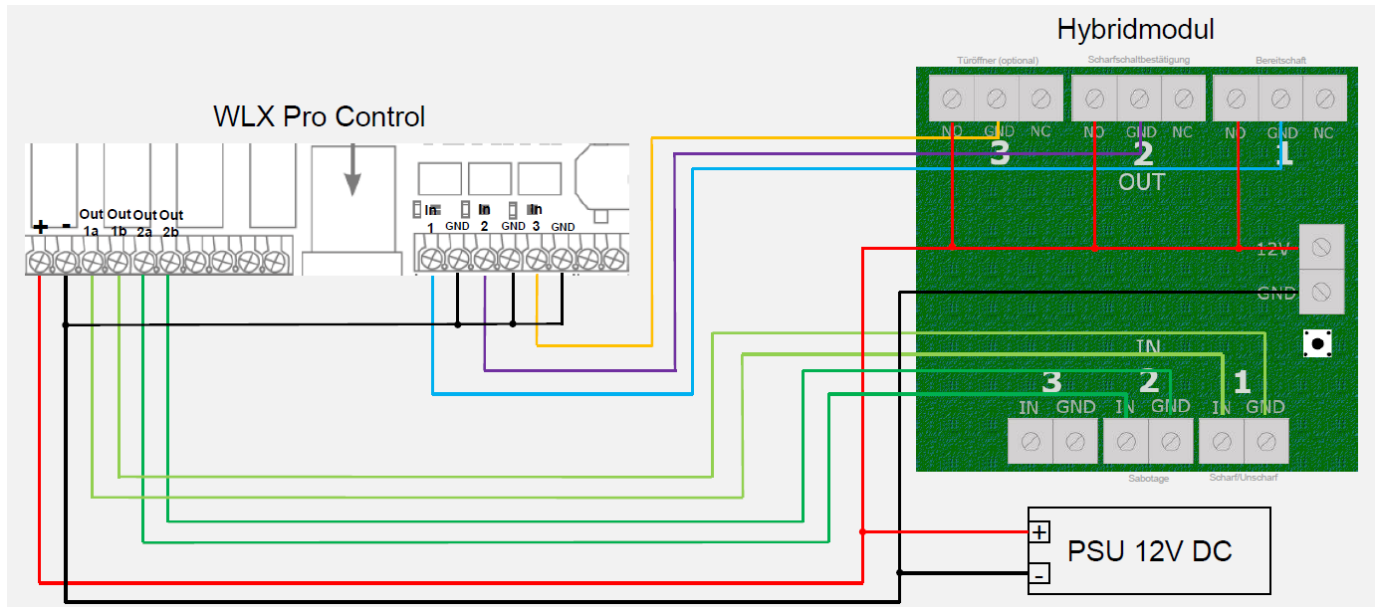 Hybridmodul
Türöffner (optional) Scharfschaltbestätigung Bereitschaft
NO GND NC NO GND NC NO GND NC
3 2 1
OUT
WLX Pro Control
+ - Out 1a Out 1b Out 2a Out 2b
In 1 GND In 2 GND In 3 GND
12V
GND
IN
3 2 1
IN GND IN GND IN GND
Sabotage Scharf/Unscharf
+
PSU 12V DC
-